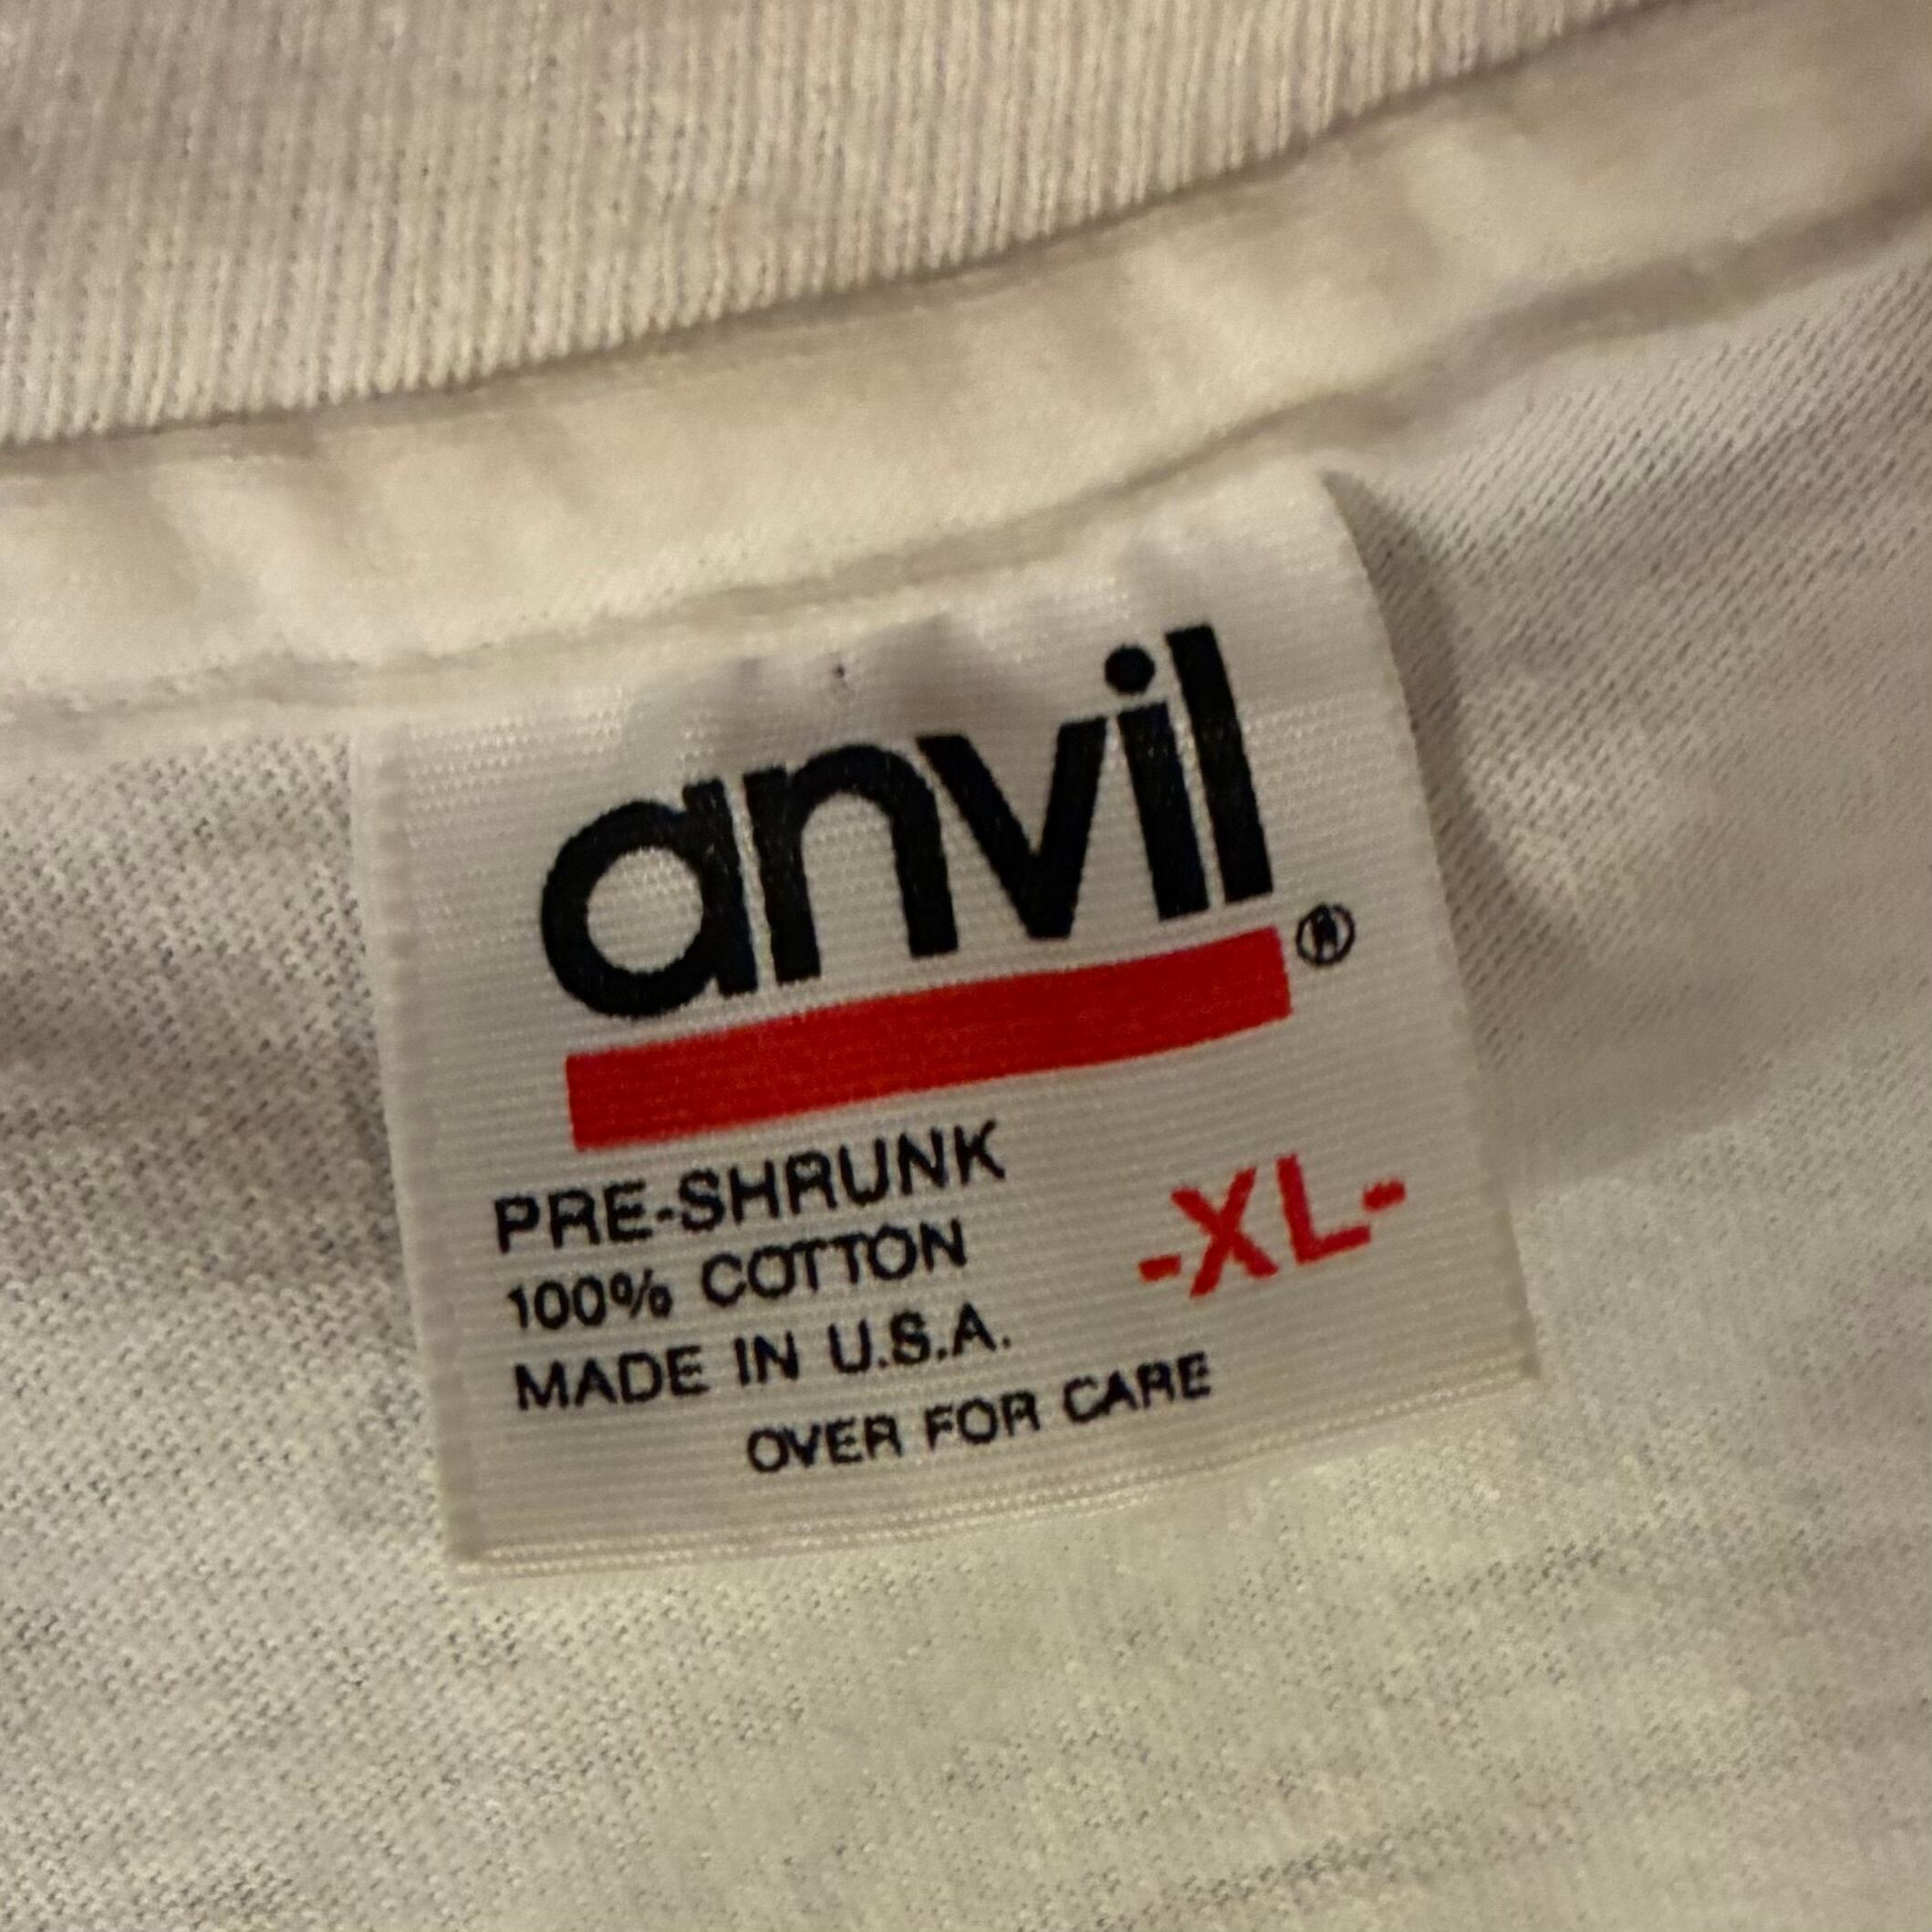 anvil®
PRE-SHRUNK
100% COTTON
-XL-
MADE IN U.S.A.
OVER FOR CARE